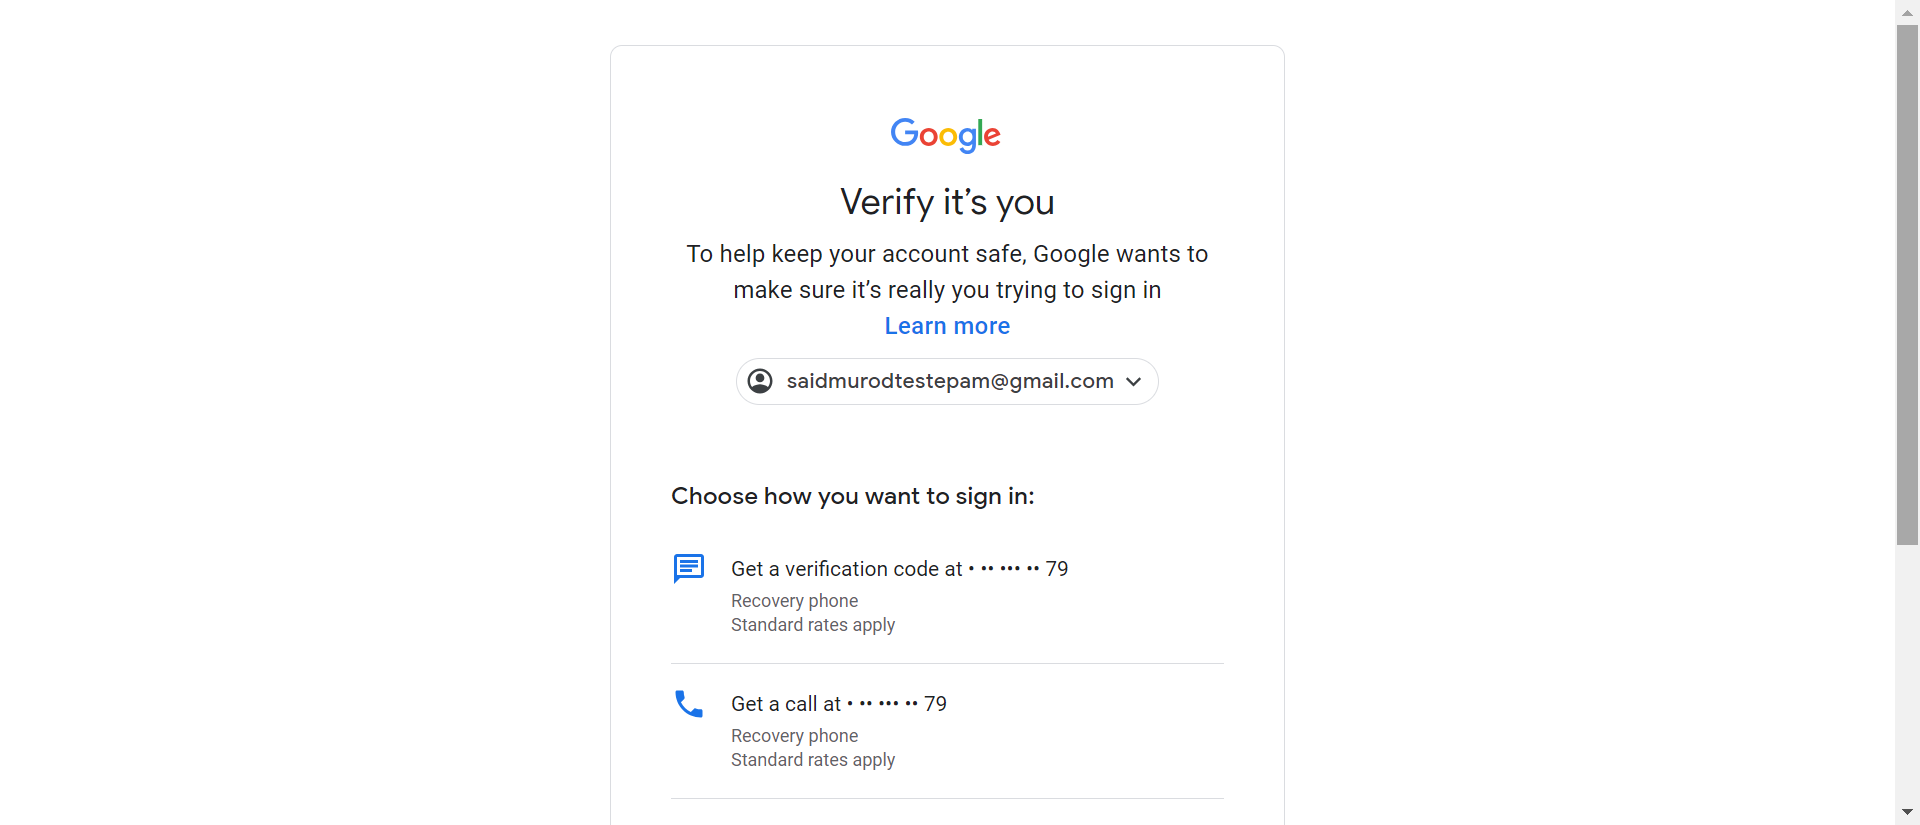 Google
Verify it’s you
To help keep your account safe, Google wants to
make sure it’s really you trying to sign in
Learn more
saidmurodtestepam@gmail.com
Choose how you want to sign in:
Get a verification code at • •• ••• •• 79
Recovery phone
Standard rates apply
Get a call at • •• ••• •• 79
Recovery phone
Standard rates apply